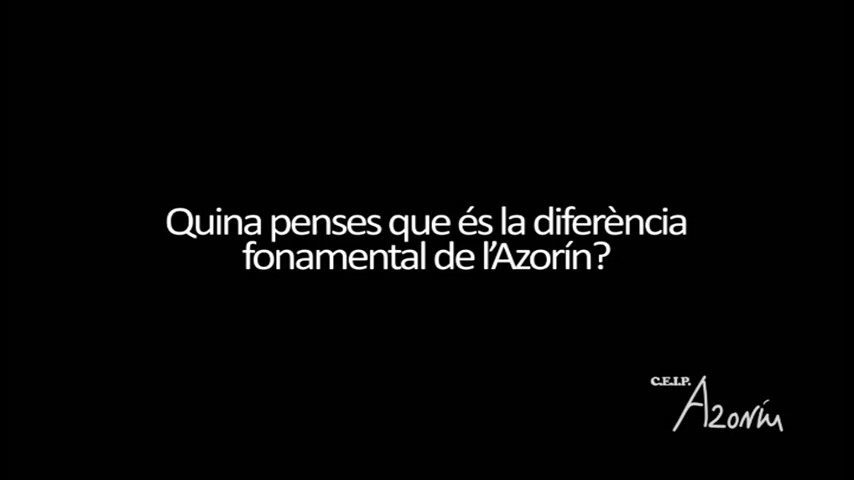 Quina penses que és la diferència
fonamental de l'Azorín?
C.E.I.P.
Azorín